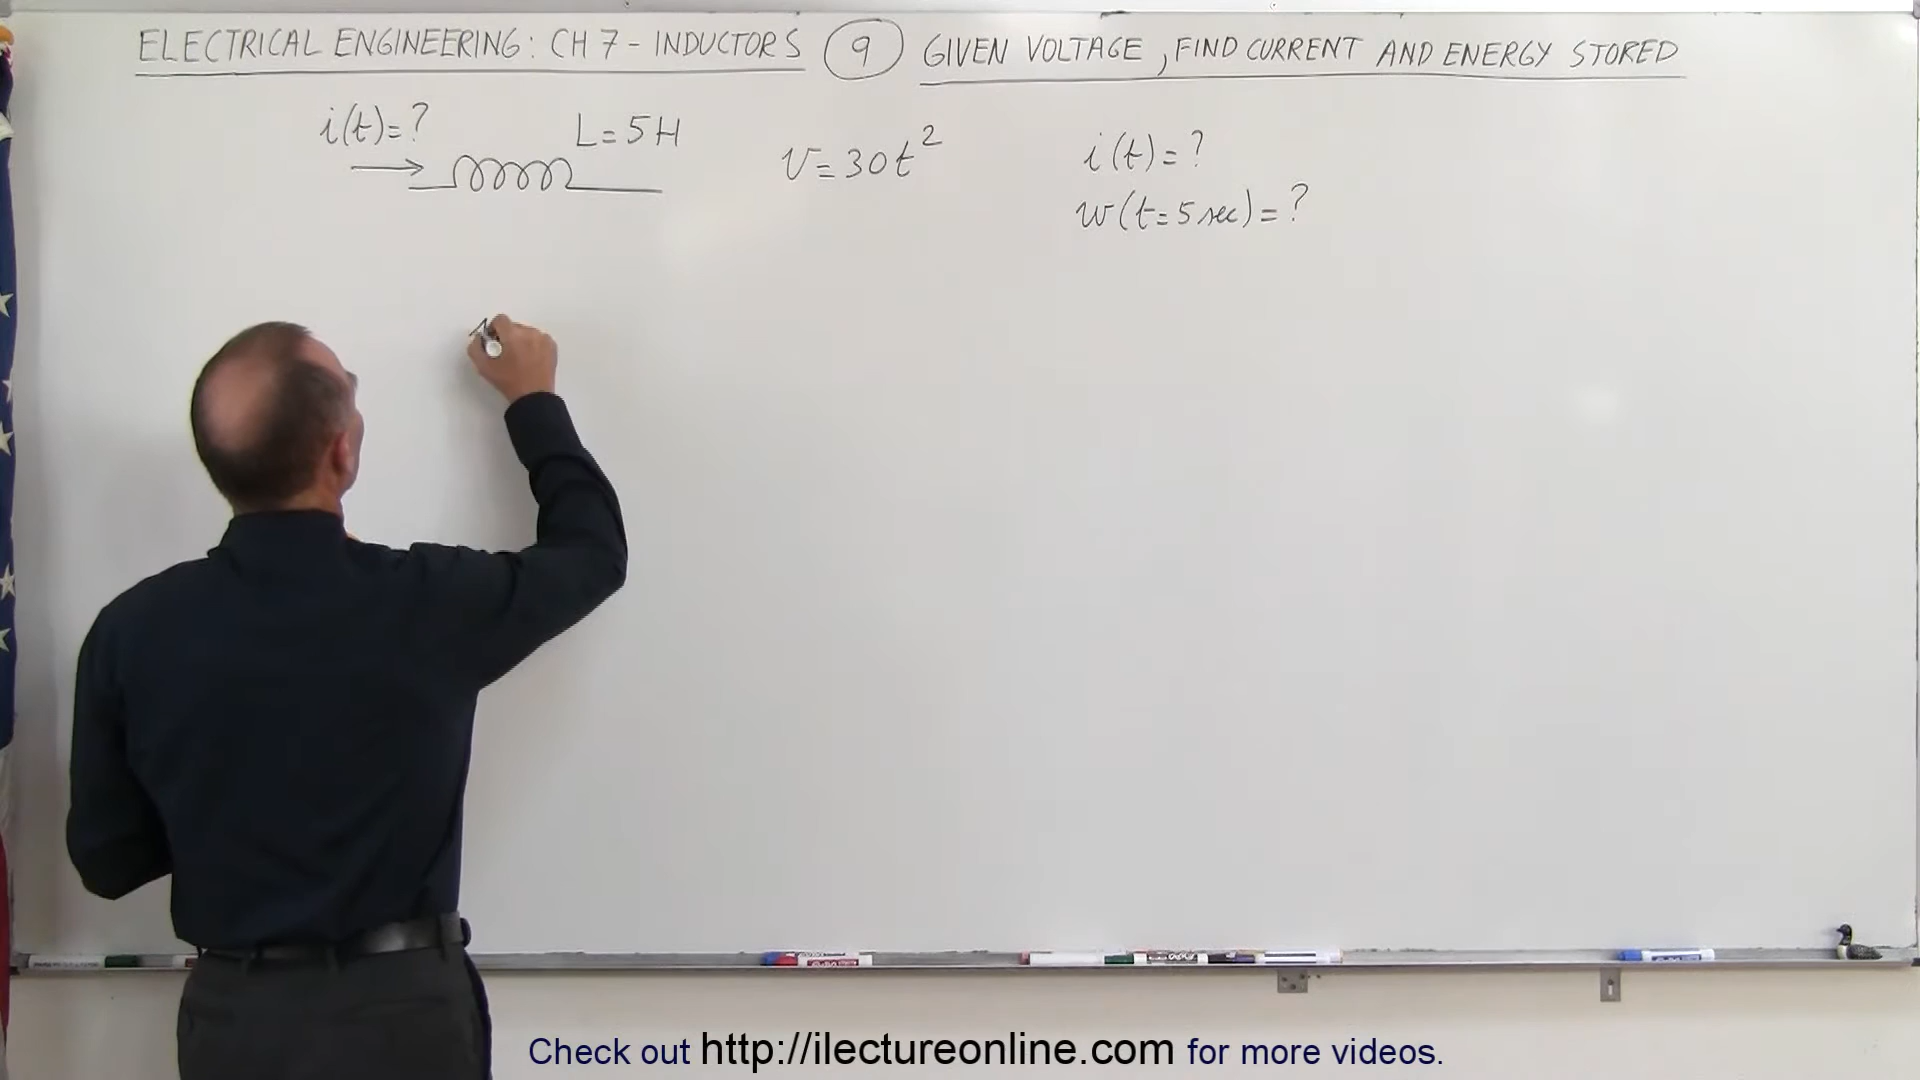 ELECTRICAL ENGINEERING: CH 7 - INDUCTORS (9) GIVEN VOLTAGE, FIND CURRENT AND ENERGY STORED
i(t)=?
L=5H
v=30t²
i(t)=?
w(t=5sec)=?
Check out http://ilectureonline.com for more videos.